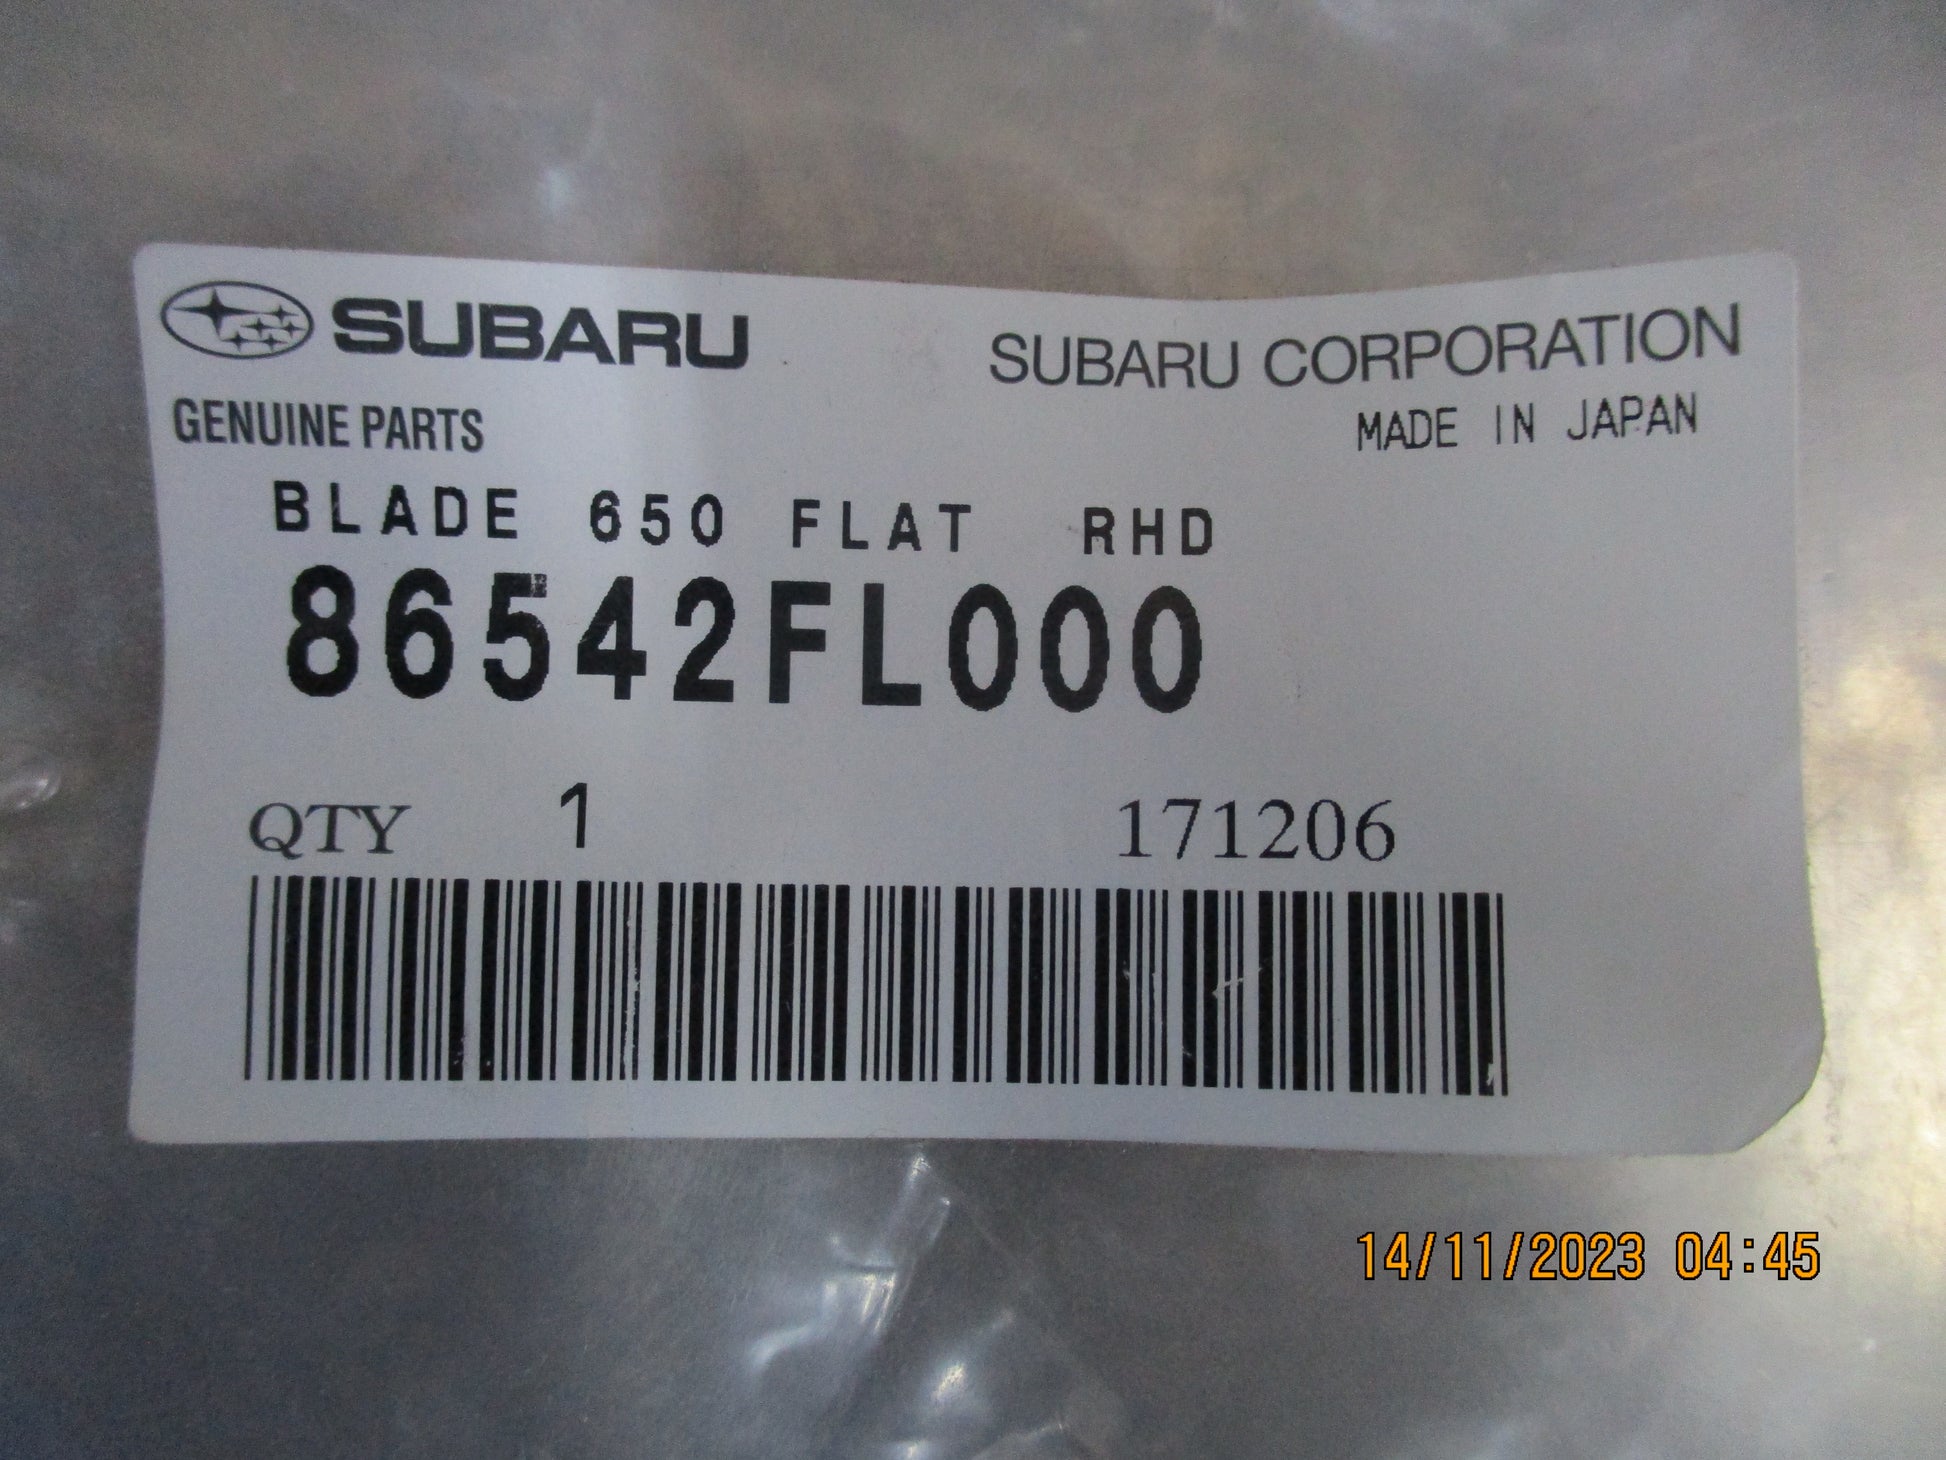 SUBARU
SUBARU CORPORATION
GENUINE PARTS
MADE IN JAPAN
BLADE 650 FLAT RHD
86542FL000
QTY 1 171206
14/11/2023 04:45